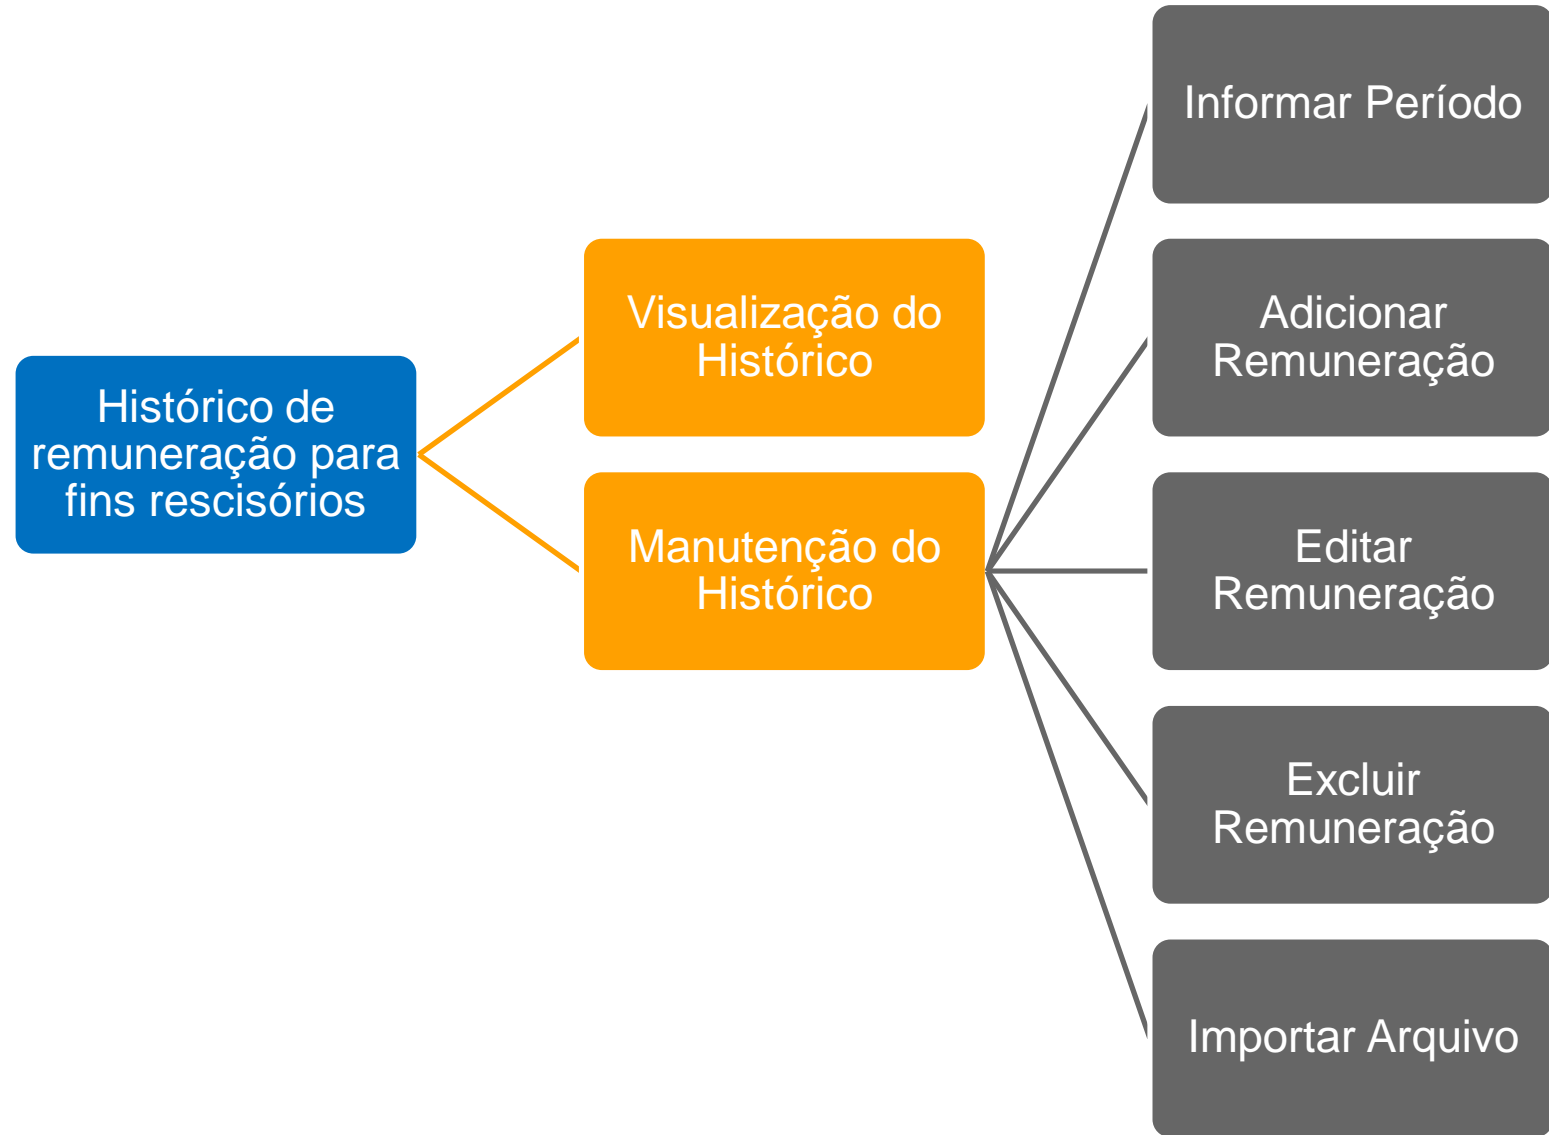 Histórico de
remuneração para
fins rescisórios
Visualização do
Histórico
Manutenção do
Histórico
Informar Período
Adicionar
Remuneração
Editar
Remuneração
Excluir
Remuneração
Importar Arquivo